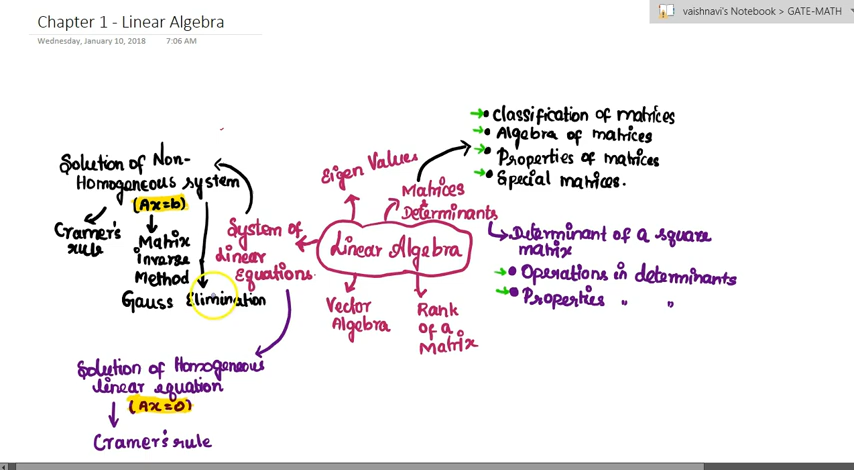 Chapter 1 - Linear Algebra
Wednesday, January 10, 2018 7:06 AM
vaishnavi's Notebook > GATE-MATH
Solution of Non-
Homogeneous system
(Ax=b)
Cramer's
rule
Matrix
inverse
Method
Gauss Elimination
System of
linear
Equations
Eigen Values
Matrices
Determinants
Linear Algebra
Vector
Algebra
Rank
of a
Matrix
Classification of matrices
Algebra of matrices
Properties of matrices
Special matrices.
Determinant of a square
matrix
Operations in determinants
Properties " "
Solution of Homogeneous
linear equation
(Ax=0)
Cramer's rule